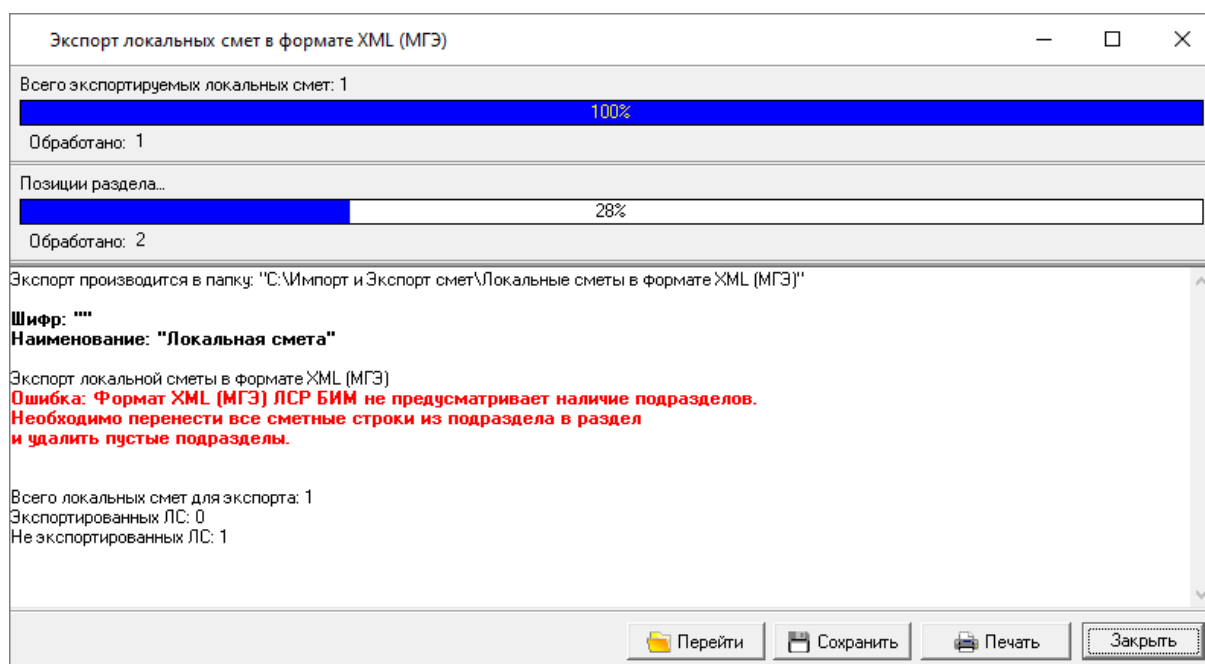 Экспорт локальных смет в формате XML (МГЭ)
Всего экспортируемых локальных смет: 1
100%
Обработано: 1
Позиции раздела...
28%
Обработано: 2
Экспорт производится в папку: "C:\Импорт и Экспорт смет\Локальные сметы в формате XML (МГЭ)"
Шифр: ""
Наименование: "Локальная смета"
Экспорт локальной сметы в формате XML (МГЭ)
Ошибка: Формат XML (МГЭ) ЛСР БИМ не предусматривает наличие подразделов.
Необходимо перенести все сметные строки из подраздела в раздел
и удалить пустые подразделы.
Всего локальных смет для экспорта: 1
Экспортированных ЛС: 0
Не экспортированных ЛС: 1
Перейти Сохранить Печать Закрыть